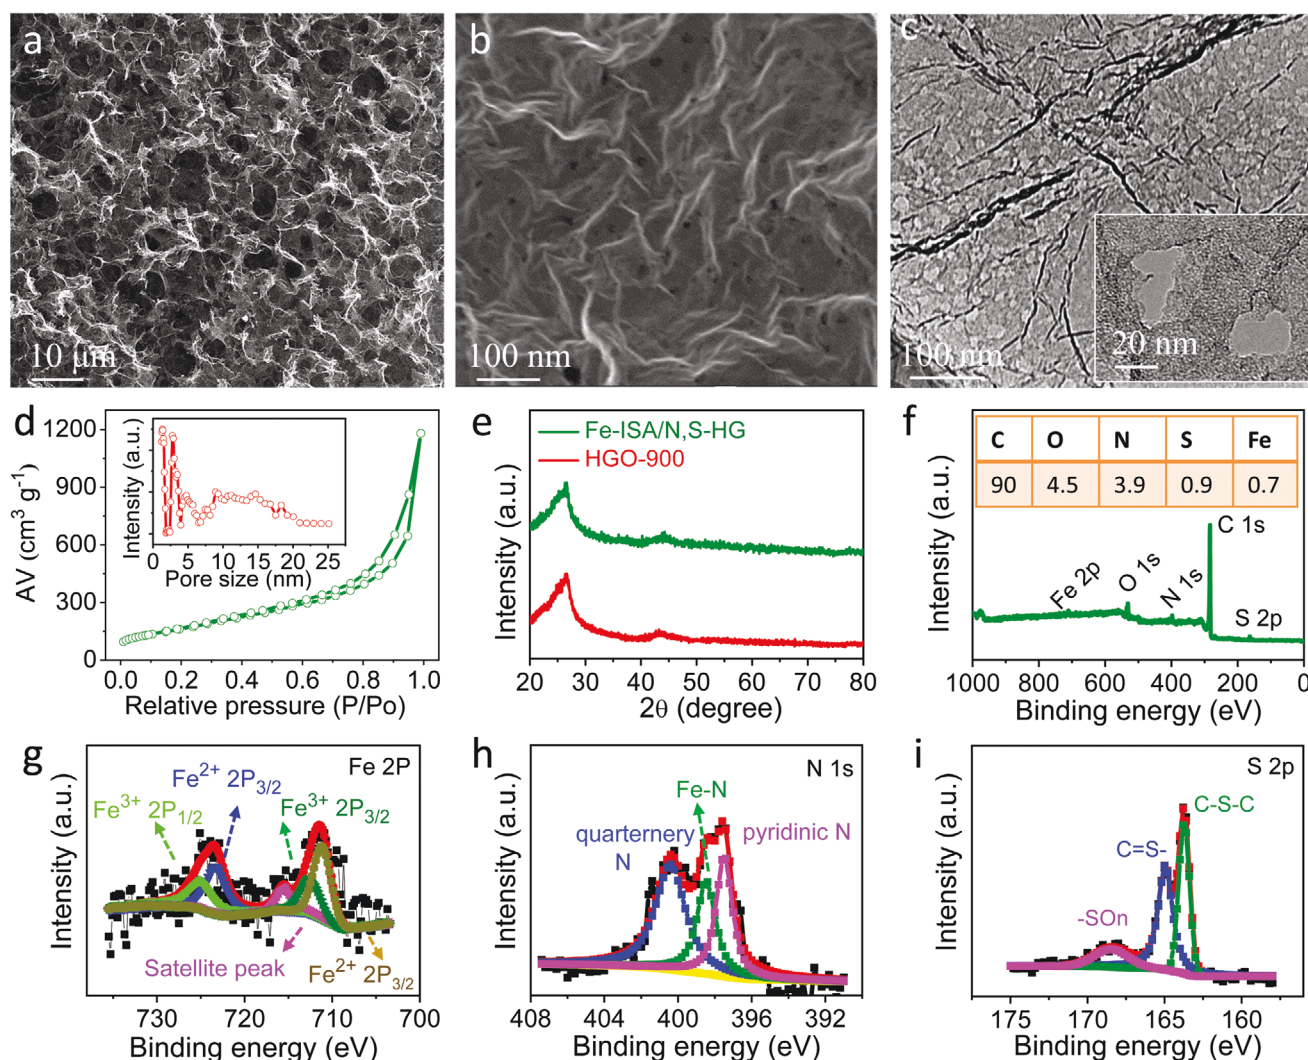 a
10 μm
b
100 nm
c
100 nm
20 nm
d
AV (cm³ g⁻¹)
1200
900
600
300
0
0.0 0.2 0.4 0.6 0.8 1.0
Relative pressure (P/Po)
Intensity (a.u.)
0 5 10 15 20 25
Pore size (nm)
e
Fe-ISA/N,S-HG
HGO-900
Intensity (a.u.)
20 30 40 50 60 70 80
2θ (degree)
f
C O N S Fe
90 4.5 3.9 0.9 0.7
Intensity (a.u.)
C 1s
Fe 2p
O 1s
N 1s
S 2p
1000 800 600 400 200 0
Binding energy (eV)
g
Fe 2P
Fe²⁺ 2P₃/₂
Fe³⁺ 2P₁/₂
Fe³⁺ 2P₃/₂
Satellite peak
Fe²⁺ 2P₃/₂
Intensity (a.u.)
730 720 710 700
Binding energy (eV)
h
N 1s
Fe-N
quarternery
N
pyridinic N
Intensity (a.u.)
408 404 400 396 392
Binding energy (eV)
i
S 2p
C-S-C
C=S-
-SOn
Intensity (a.u.)
175 170 165 160
Binding energy (eV)